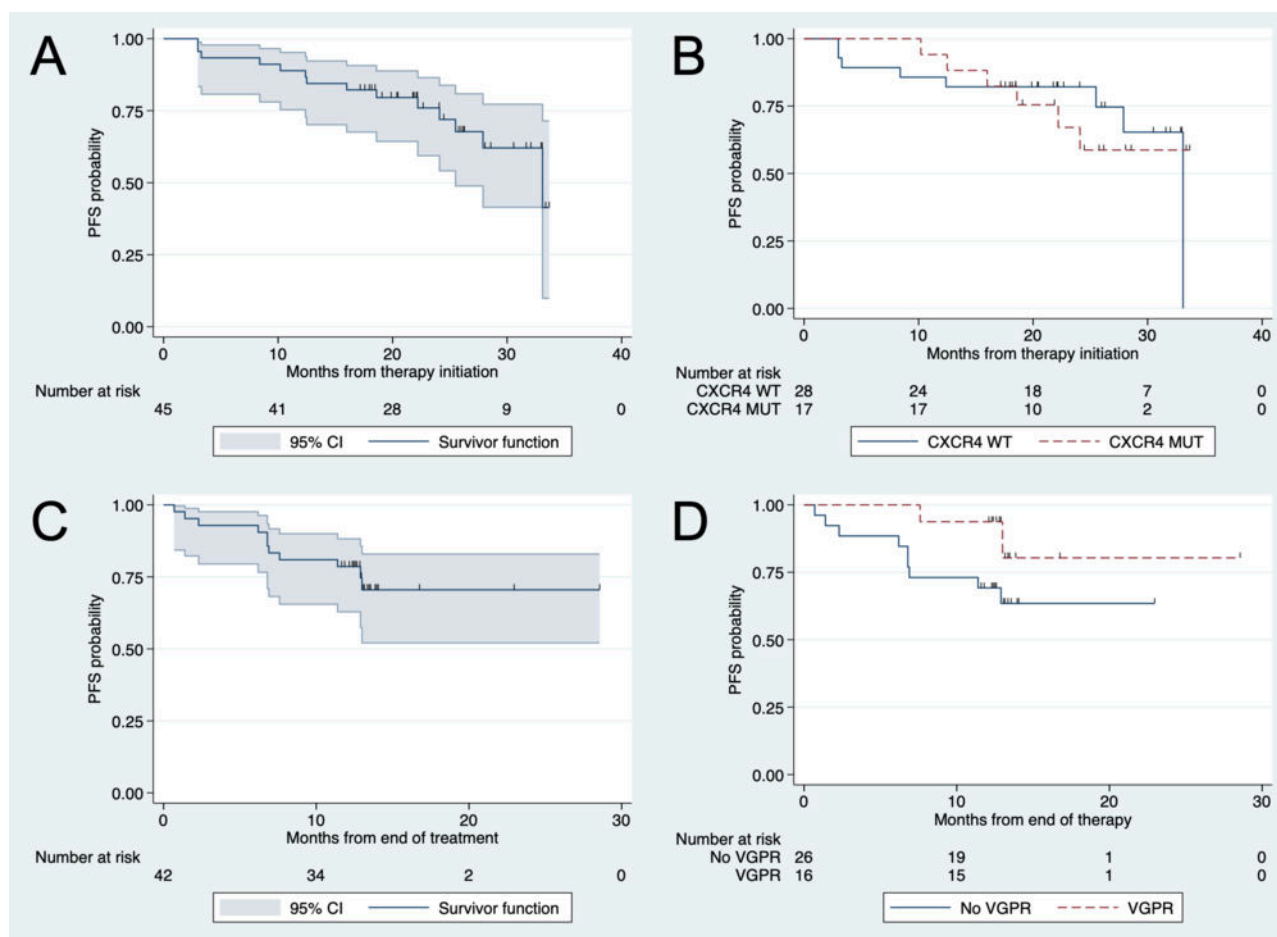 A
1.00
0.75
0.50
0.25
0.00
PFS probability
0 10 20 30 40
Months from therapy initiation
Number at risk
45 41 28 9 0
95% CI Survivor function
B
1.00
0.75
0.50
0.25
0.00
PFS probability
0 10 20 30 40
Months from therapy initiation
Number at risk
CXCR4 WT 28 24 18 7 0
CXCR4 MUT 17 17 10 2 0
CXCR4 WT CXCR4 MUT
C
1.00
0.75
0.50
0.25
0.00
PFS probability
0 10 20 30
Months from end of treatment
Number at risk
42 34 2 0
95% CI Survivor function
D
1.00
0.75
0.50
0.25
0.00
PFS probability
0 10 20 30
Months from end of therapy
Number at risk
No VGPR 26 19 1 0
VGPR 16 15 1 0
No VGPR VGPR